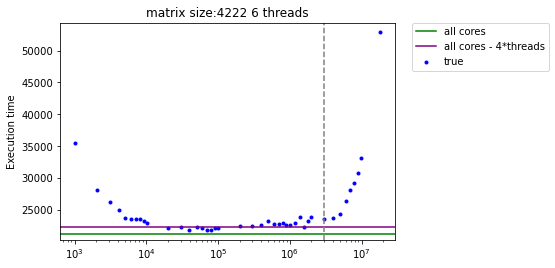 matrix size:4222 6 threads
all cores
all cores - 4*threads
true
Execution time
50000
45000
40000
35000
30000
25000
10³
10⁴
10⁵
10⁶
10⁷